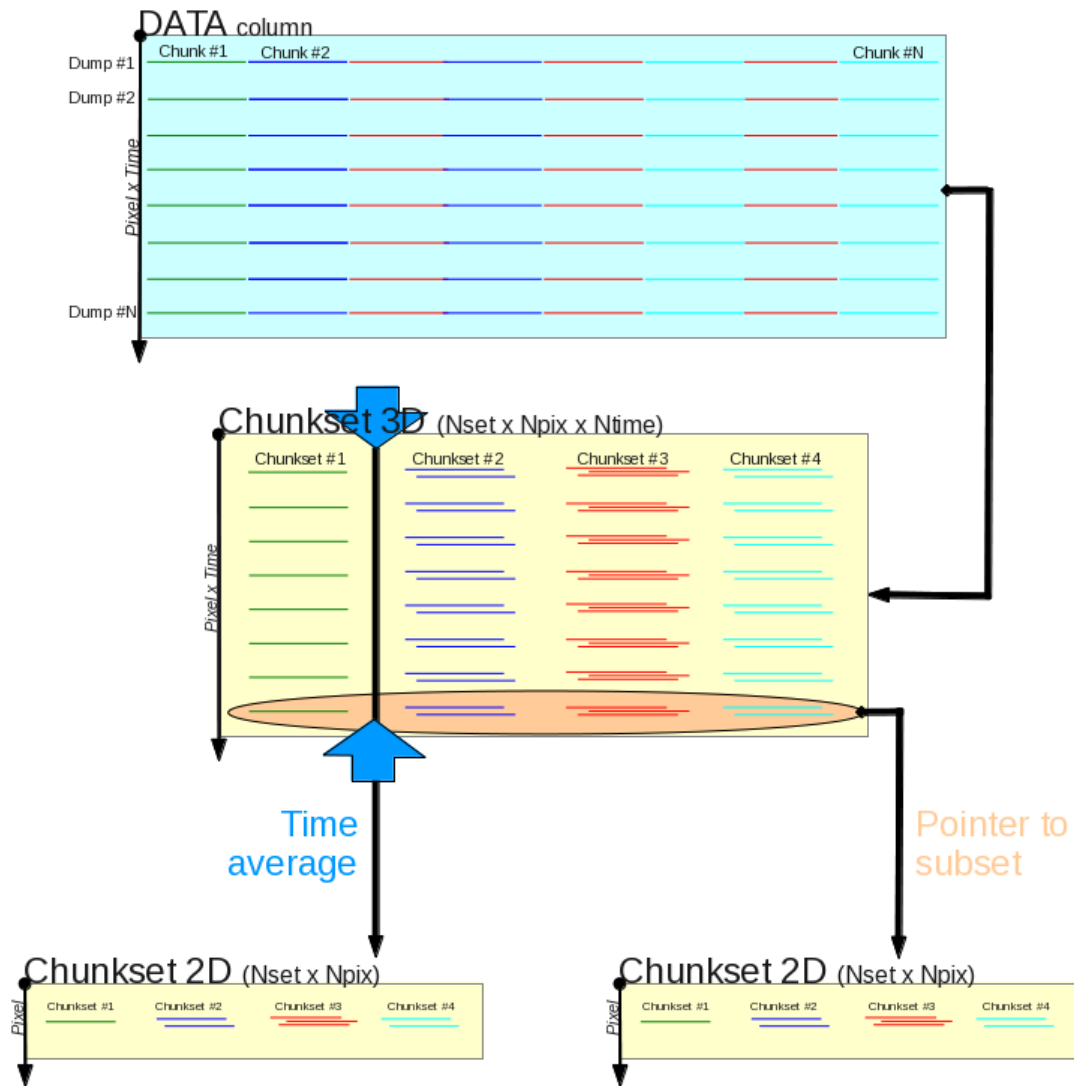 DATA column
Chunk #1 Chunk #2 Chunk #N
Dump #1
Dump #2
Pixel x Time
Dump #N
Chunkset 3D (Nset x Npix x Ntime)
Chunkset #1 Chunkset #2 Chunkset #3 Chunkset #4
Pixel x Time
Time
average
Pointer to
subset
Chunkset 2D (Nset x Npix)
Chunkset #1 Chunkset #2 Chunkset #3 Chunkset #4
Pixel
Chunkset 2D (Nset x Npix)
Chunkset #1 Chunkset #2 Chunkset #3 Chunkset #4
Pixel